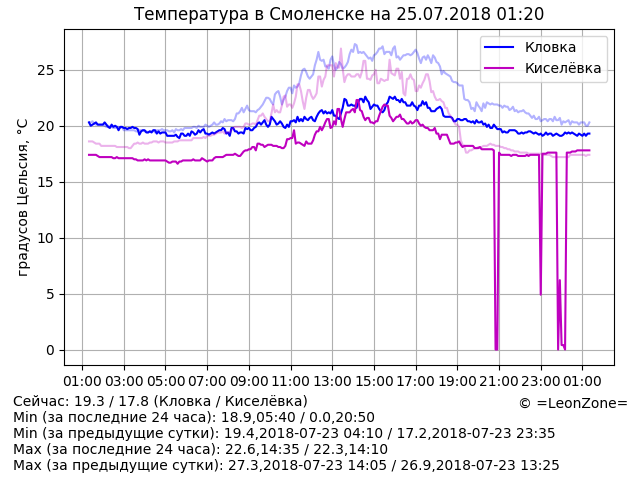 Температура в Смоленске на 25.07.2018 01:20
градусов Цельсия, °C
25
20
15
10
5
0
Кловка
Киселёвка
01:00 03:00 05:00 07:00 09:00 11:00 13:00 15:00 17:00 19:00 21:00 23:00 01:00
Сейчас: 19.3 / 17.8 (Кловка / Киселёвка)
© =LeonZone=
Min (за последние 24 часа): 18.9,05:40 / 0.0,20:50
Min (за предыдущие сутки): 19.4,2018-07-23 04:10 / 17.2,2018-07-23 23:35
Max (за последние 24 часа): 22.6,14:35 / 22.3,14:10
Max (за предыдущие сутки): 27.3,2018-07-23 14:05 / 26.9,2018-07-23 13:25